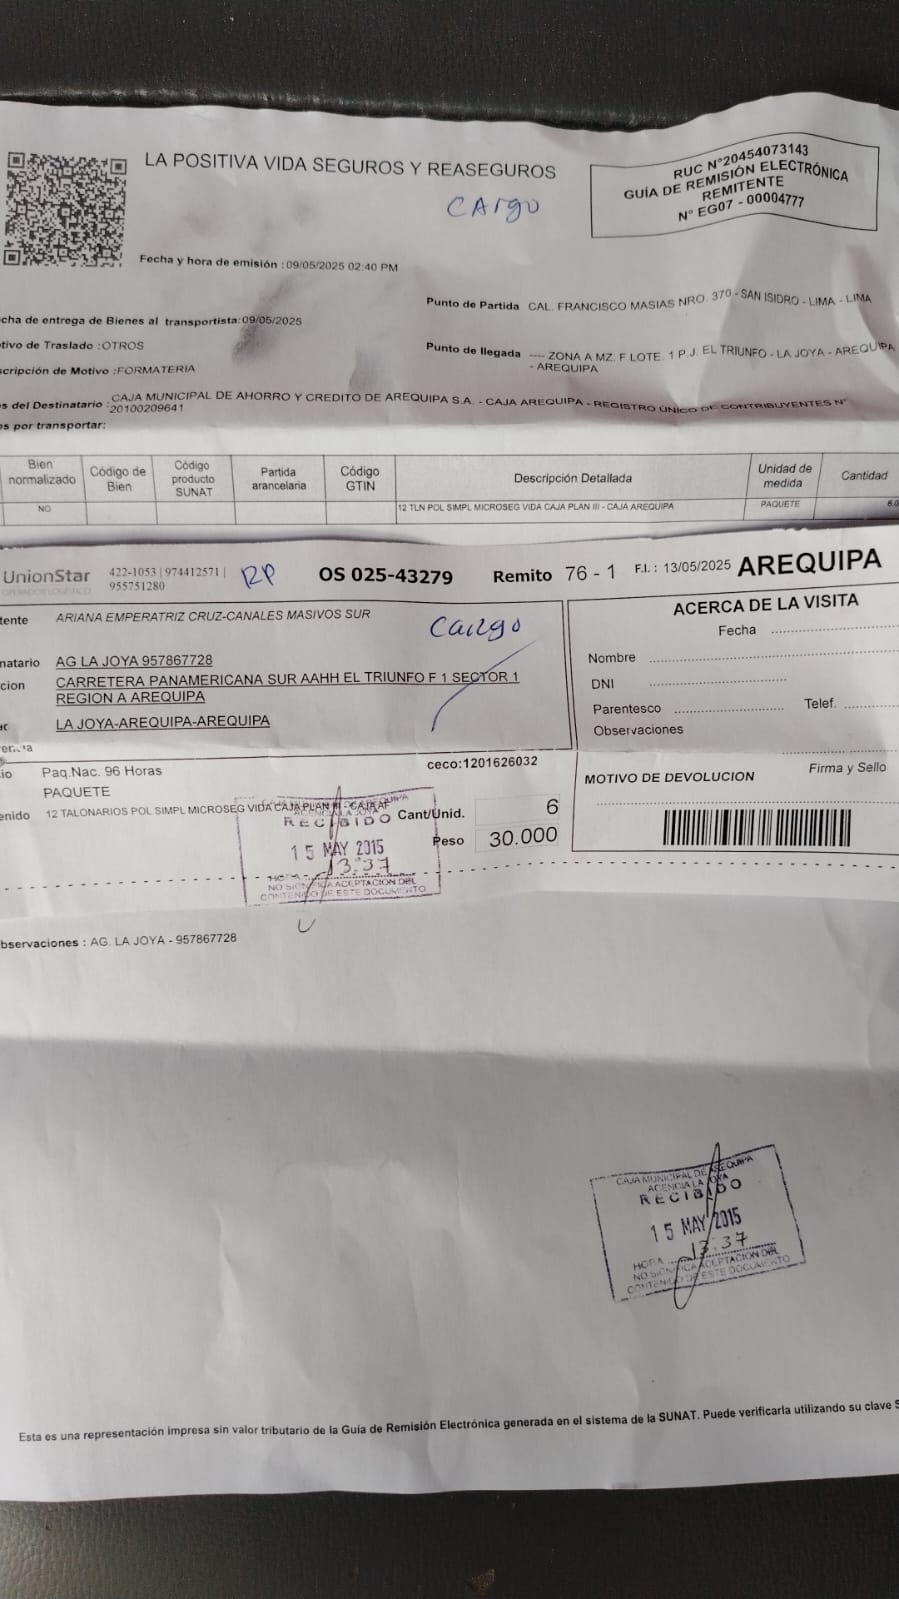 LA POSITIVA VIDA SEGUROS Y REASEGUROS
CArgo
RUC N°20454073143
GUÍA DE REMISIÓN ELECTRÓNICA
REMITENTE
N° EG07 - 00004777
Fecha y hora de emisión :09/05/2025 02:40 PM
Punto de Partida CAL. FRANCISCO MASIAS NRO. 370 - SAN ISIDRO - LIMA - LIMA
cha de entrega de Bienes al transportista:09/05/2025
tivo de Traslado :OTROS
Punto de llegada ---- ZONA A MZ. F LOTE. 1 P.J. EL TRIUNFO - LA JOYA - AREQUIPA
- AREQUIPA
scripción de Motivo :FORMATERIA
s del Destinatario :CAJA MUNICIPAL DE AHORRO Y CREDITO DE AREQUIPA S.A. - CAJA AREQUIPA - REGISTRO ÚNICO DE CONTRIBUYENTES N°
20100209641
es por transportar:
Bien normalizado Código de Bien Código producto SUNAT Partida arancelaria Código GTIN Descripción Detallada Unidad de medida Cantidad
NO 12 TLN POL SIMPL MICROSEG VIDA CAJA PLAN III - CAJA AREQUIPA PAQUETE 6.0
UnionStar 422-1053 | 974412571 |
OPERADOR LOGÍSTICO 955751280
RP
OS 025-43279 Remito 76 - 1 F.I. : 13/05/2025 AREQUIPA
tente ARIANA EMPERATRIZ CRUZ-CANALES MASIVOS SUR
Cargo
natario AG LA JOYA 957867728
cion CARRETERA PANAMERICANA SUR AAHH EL TRIUNFO F 1 SECTOR 1
REGION A AREQUIPA
LA JOYA-AREQUIPA-AREQUIPA
ACERCA DE LA VISITA
Fecha
Nombre
DNI
Parentesco Telef.
Observaciones
io Paq.Nac. 96 Horas ceco:1201626032
PAQUETE
enido 12 TALONARIOS POL SIMPL MICROSEG VIDA CAJA PLAN III - CAJA AF
Cant/Unid. 6
Peso 30.000
MOTIVO DE DEVOLUCION Firma y Sello
AGENCIA LA JOYA
RECIBIDO
15 MAY 2015
HORA 13:37
NO SIGNIFICA ACEPTACION DEL
CONTENIDO DE ESTE DOCUMENTO
bservaciones : AG. LA JOYA - 957867728
CAJA MUNICIPAL DE AREQUIPA
AGENCIA LA JOYA
RECIBIDO
15 MAY 2015
HORA 13:37
NO SIGNIFICA ACEPTACION DEL
CONTENIDO DE ESTE DOCUMENTO
Esta es una representación impresa sin valor tributario de la Guía de Remisión Electrónica generada en el sistema de la SUNAT. Puede verificarla utilizando su clave S